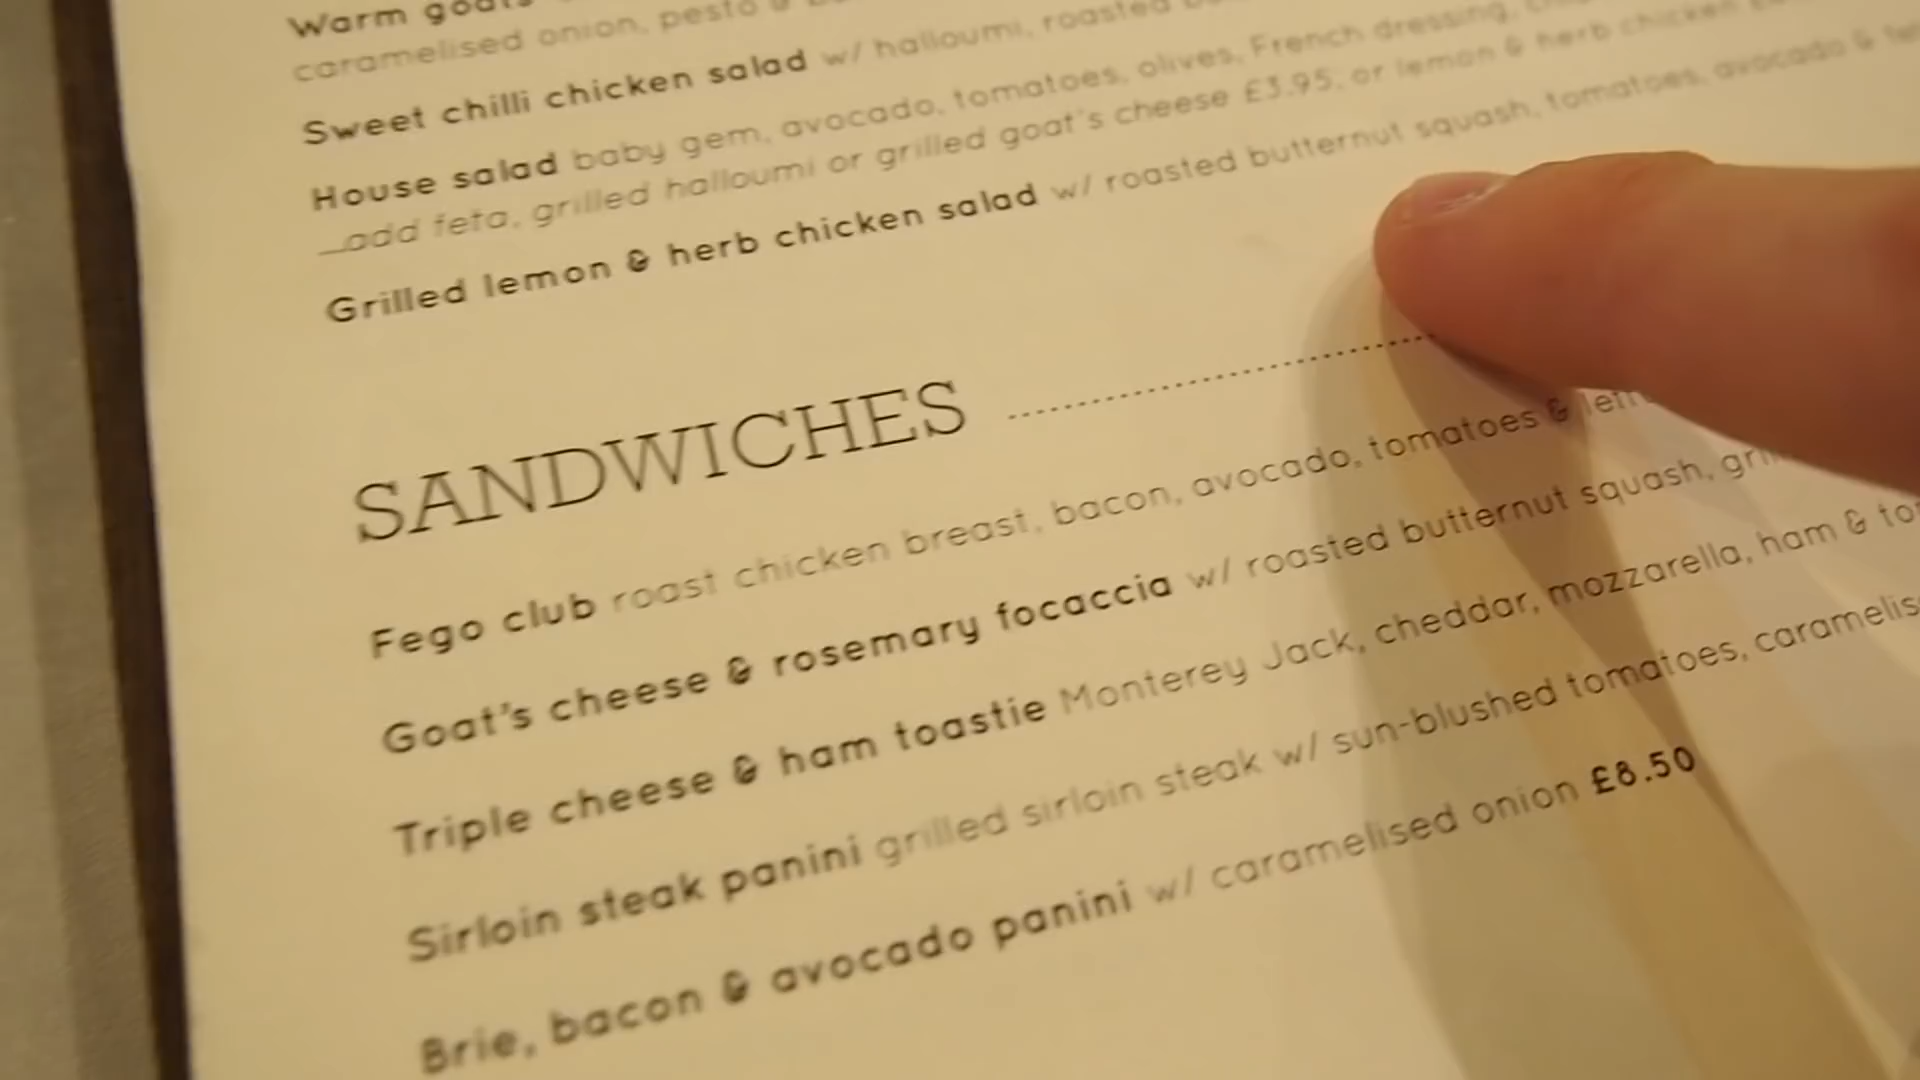 Warm goats
caramelised onion, pesto &
Sweet chilli chicken salad w/ halloumi, roasted
House salad baby gem, avocado, tomatoes, olives, French dressing,
add feta, grilled halloumi or grilled goat's cheese £3.95, or lemon & herb chicken
Grilled lemon & herb chicken salad w/ roasted butternut squash, tomatoes, avocado &
SANDWICHES
Fego club roast chicken breast, bacon, avocado, tomatoes &
Goat's cheese & rosemary focaccia w/ roasted butternut squash,
Triple cheese & ham toastie Monterey Jack, cheddar, mozzarella, ham &
Sirloin steak panini grilled sirloin steak w/ sun-blushed tomatoes,
Brie, bacon & avocado panini w/ caramelised onion £8.50